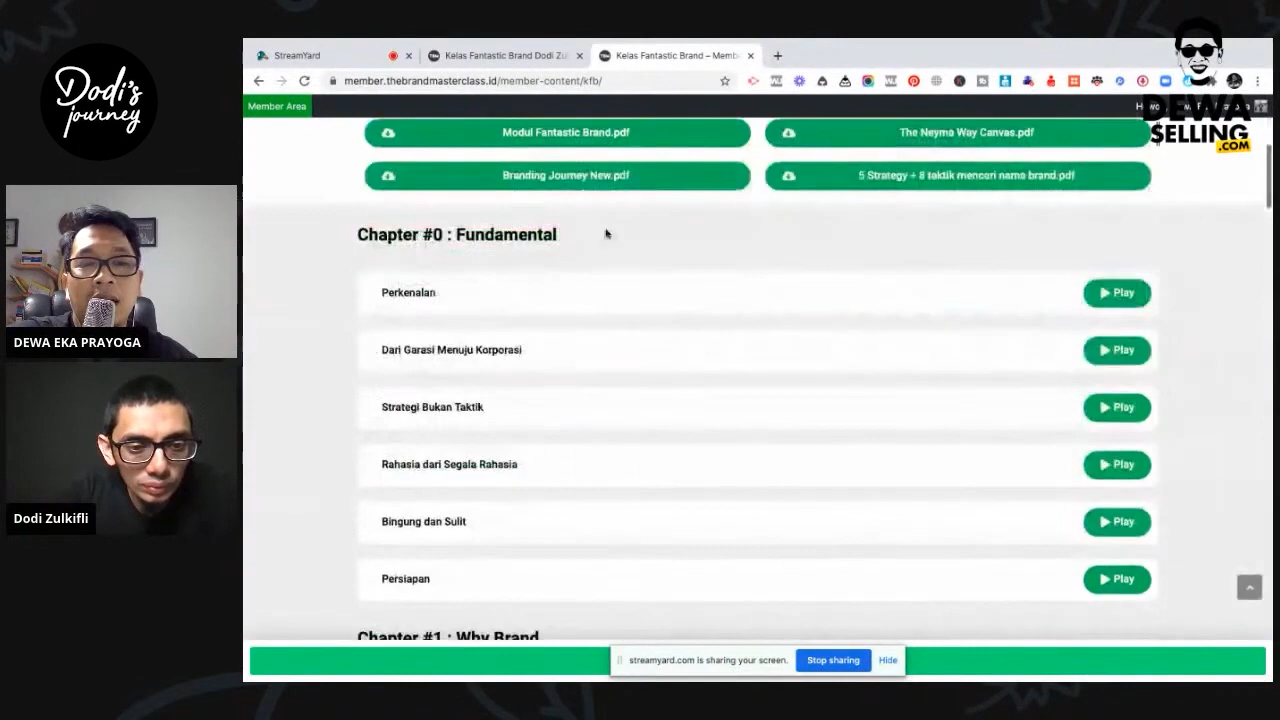 Dodi's
journey
StreamYard
Kelas Fantastic Brand Dodi Zul
Kelas Fantastic Brand – Memb
member.thebrandmasterclass.id/member-content/kfb/
Member Area
DEWA
SELLING
.COM
Modul Fantastic Brand.pdf
The Neyma Way Canvas.pdf
Branding Journey New.pdf
5 Strategy + 8 taktik mencari nama brand.pdf
Chapter #0 : Fundamental
Perkenalan
Play
Dari Garasi Menuju Korporasi
Play
Strategi Bukan Taktik
Play
Rahasia dari Segala Rahasia
Play
Bingung dan Sulit
Play
Persiapan
Play
Chapter #1 : Why Brand
DEWA EKA PRAYOGA
Dodi Zulkifli
streamyard.com is sharing your screen.
Stop sharing
Hide